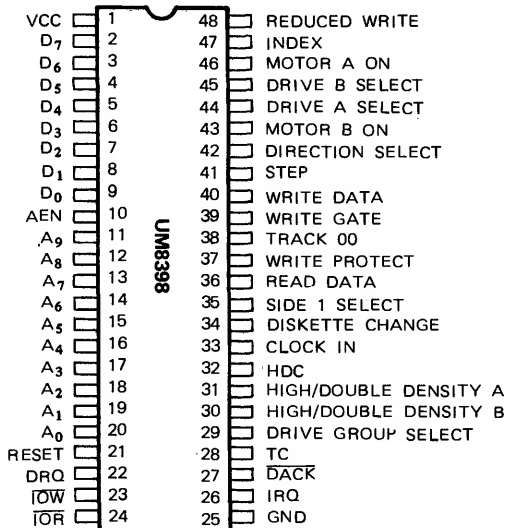 VCC 1 48 REDUCED WRITE
D7 2 47 INDEX
D6 3 46 MOTOR A ON
D5 4 45 DRIVE B SELECT
D4 5 44 DRIVE A SELECT
D3 6 43 MOTOR B ON
D2 7 42 DIRECTION SELECT
D1 8 41 STEP
D0 9 40 WRITE DATA
AEN 10 39 WRITE GATE
A9 11 38 TRACK 00
A8 12 37 WRITE PROTECT
A7 13 36 READ DATA
A6 14 35 SIDE 1 SELECT
A5 15 34 DISKETTE CHANGE
A4 16 33 CLOCK IN
A3 17 32 HDC
A2 18 31 HIGH/DOUBLE DENSITY A
A1 19 30 HIGH/DOUBLE DENSITY B
A0 20 29 DRIVE GROUP SELECT
RESET 21 28 TC
DRQ 22 27 DACK
IOW 23 26 IRQ
IOR 24 25 GND
UM8398